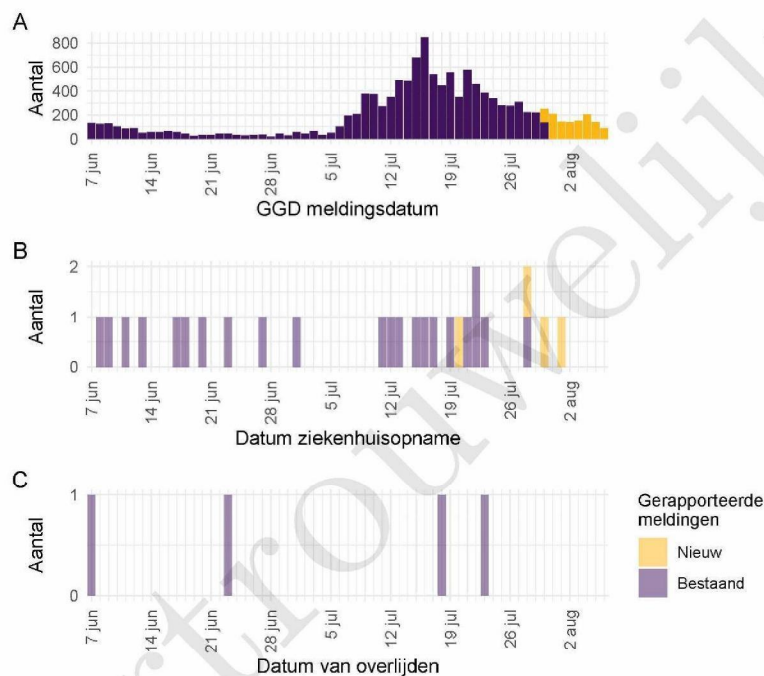 A
800
600
400
200
0
Aantal
7 jun
14 jun
21 jun
28 jun
5 jul
12 jul
19 jul
26 jul
2 aug
GGD meldingsdatum
B
2
1
0
Aantal
7 jun
14 jun
21 jun
28 jun
5 jul
12 jul
19 jul
26 jul
2 aug
Datum ziekenhuisopname
C
1
0
Aantal
7 jun
14 jun
21 jun
28 jun
5 jul
12 jul
19 jul
26 jul
2 aug
Datum van overlijden
Gerapporteerde
meldingen
Nieuw
Bestaand
rtrouwelijk